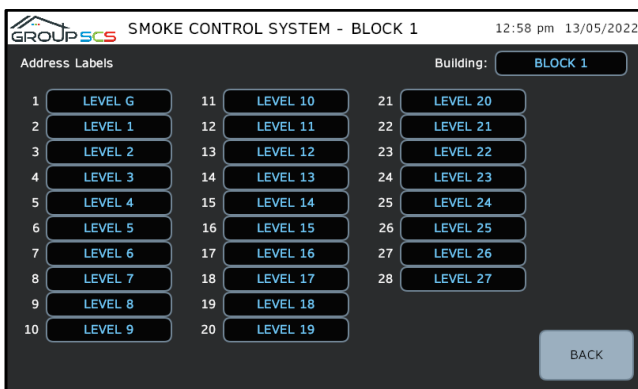 GROUPSCS SMOKE CONTROL SYSTEM - BLOCK 1 12:58 pm 13/05/2022
Address Labels Building: BLOCK 1
1 LEVEL G 11 LEVEL 10 21 LEVEL 20
2 LEVEL 1 12 LEVEL 11 22 LEVEL 21
3 LEVEL 2 13 LEVEL 12 23 LEVEL 22
4 LEVEL 3 14 LEVEL 13 24 LEVEL 23
5 LEVEL 4 15 LEVEL 14 25 LEVEL 24
6 LEVEL 5 16 LEVEL 15 26 LEVEL 25
7 LEVEL 6 17 LEVEL 16 27 LEVEL 26
8 LEVEL 7 18 LEVEL 17 28 LEVEL 27
9 LEVEL 8 19 LEVEL 18
10 LEVEL 9 20 LEVEL 19
BACK